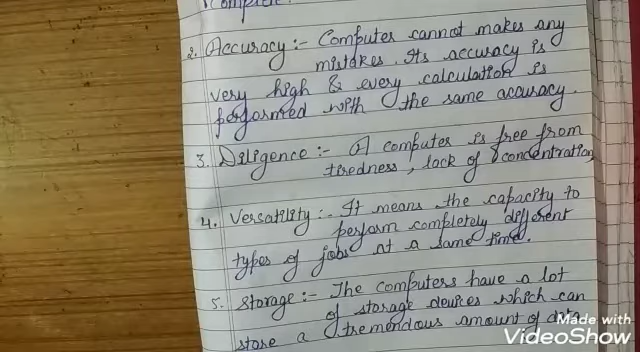 Complete.
2. Accuracy :- Computer cannot makes any
mistakes. Its accuracy is
very high & every calculation is
performed with the same accuracy.
3. Diligence :- A computer is free from
tiredness, lack of concentration,
4. Versatility :- It means the capacity to
perform completely different
types of jobs at a same time.
5. Storage :- The computers have a lot
of storage devices which can
store a tremendous amount of data.
Made with
VideoShow